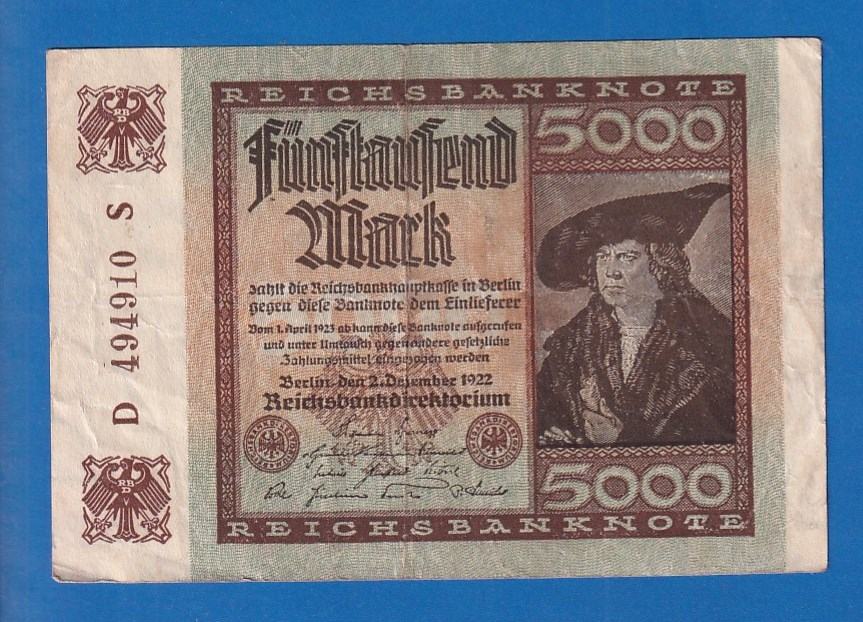 REICHSBANKNOTE
5000
Fünftausend
Mark
zahlt die Reichsbankhauptkasse in Berlin
gegen diese Banknote dem Einlieferer
Vom 1. April 1923 ab kann diese Banknote aufgerufen
und unter Umtausch gegen andere gesetzliche
Zahlungsmittel eingezogen werden
Berlin, den 2. Dezember 1922
Reichsbankdirektorium
5000
REICHSBANKNOTE
D 494910 S
RBD
RBD